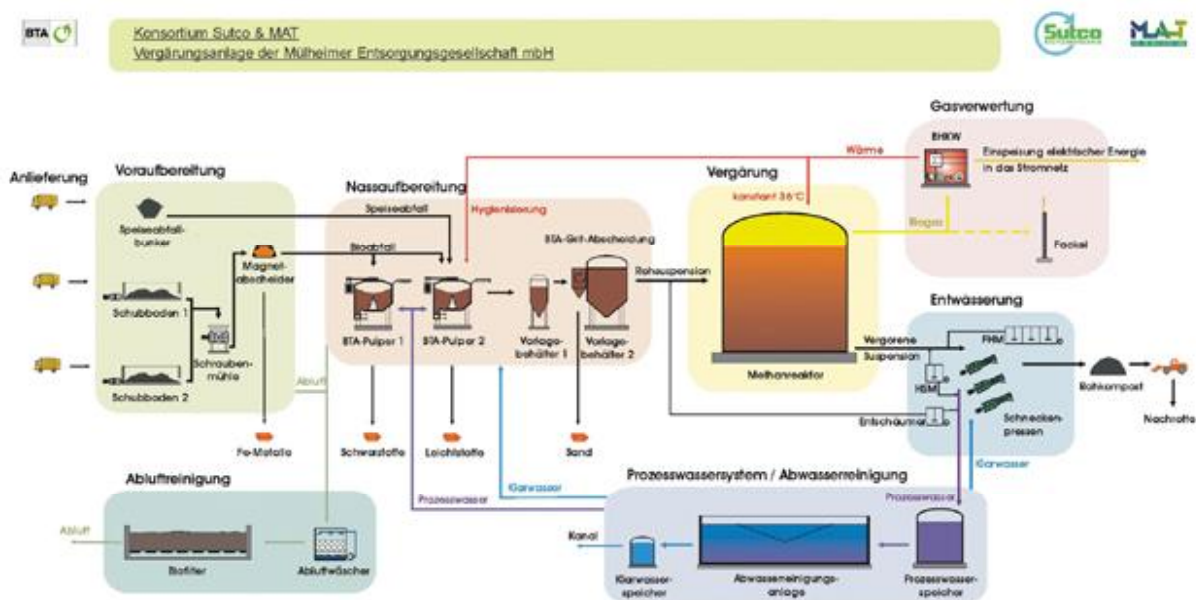 BTA
Konsortium Sutco & MAT
Vergärungsanlage der Mülheimer Entsorgungsgesellschaft mbH
Sutco
MAT
Gasverwertung
BHKW
Einspeisung elektrischer Energie
in das Stromnetz
Wärme
Biogas
Fackel
Anlieferung
Voraufbereitung
Speiseabfall-
bunker
Magnet-
abscheider
Schubboden 1
Schrauben-
mühle
Schubboden 2
Nassaufbereitung
Speiseabfall
Hygienisierung
Bioabfall
BTA-Grit-Abscheidung
Rohsuspension
BTA-Pulper 1
BTA-Pulper 2
Vorlage-
behälter 1
Vorlage-
behälter 2
Vergärung
konstant 36°C
Methanreaktor
Vergorene
Suspension
Entwässerung
FHM
HBM
Entschäumer
Schnecken-
pressen
Rohkompost
Nachrotte
Abluft
Fe-Metalle
Schwerstoffe
Leichtstoffe
Sand
Klarwasser
Prozesswasser
Klarwasser
Abluftreinigung
Abluft
Biofilter
Abluftwäscher
Prozesswassersystem / Abwasserreinigung
Prozesswasser
Kanal
Klarwasser-
speicher
Abwasserreinigungs-
anlage
Prozesswasser-
speicher